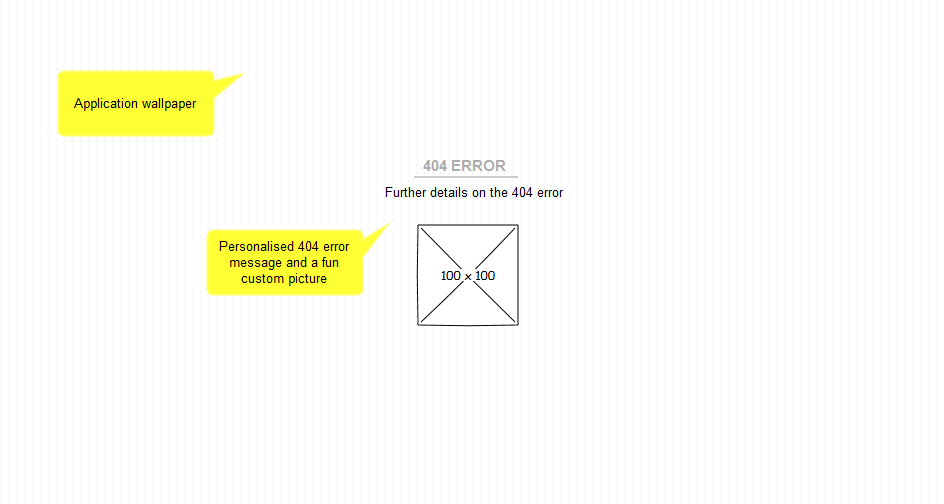 Application wallpaper
404 ERROR
Further details on the 404 error
Personalised 404 error
message and a fun
custom picture
100 x 100